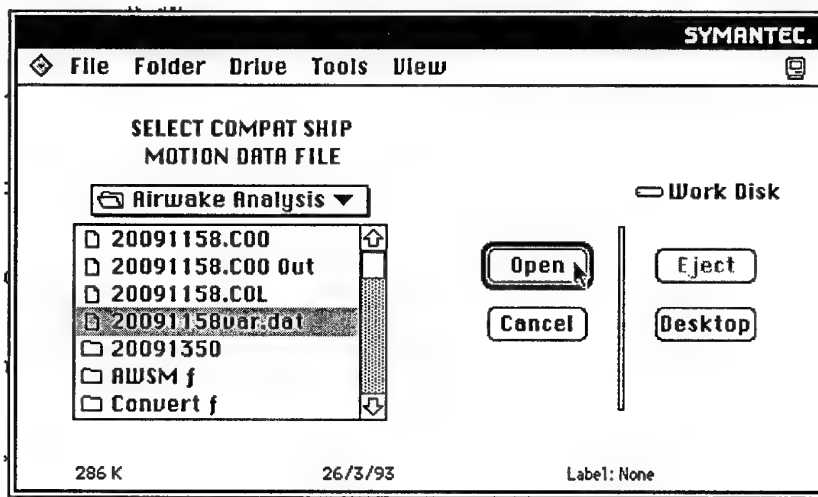 SYMANTEC.
File Folder Drive Tools View
SELECT COMPAT SHIP
MOTION DATA FILE
Airwake Analysis
Work Disk
20091158.C00
20091158.C00 Out
20091158.COL
20091158var.dat
20091350
AWSM ƒ
Convert ƒ
Open
Eject
Cancel
Desktop
286 K 26/3/93 Label: None